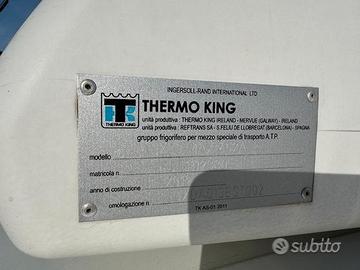 INGERSOLL-RAND INTERNATIONAL LTD
THERMO KING
THERMO KING
unità produttiva : THERMO KING IRELAND - MERVUE (GALWAY) - IRELAND
unità produttiva : REFTRANS SA - S.FELIU DE LLOBREGAT (BARCELONA) - SPAGNA
gruppo frigorifero per mezzo speciale di trasporto A.T.P.
modello
matricola n.
anno di costruzione
omologazione n.
TK AS-01 2011
subito